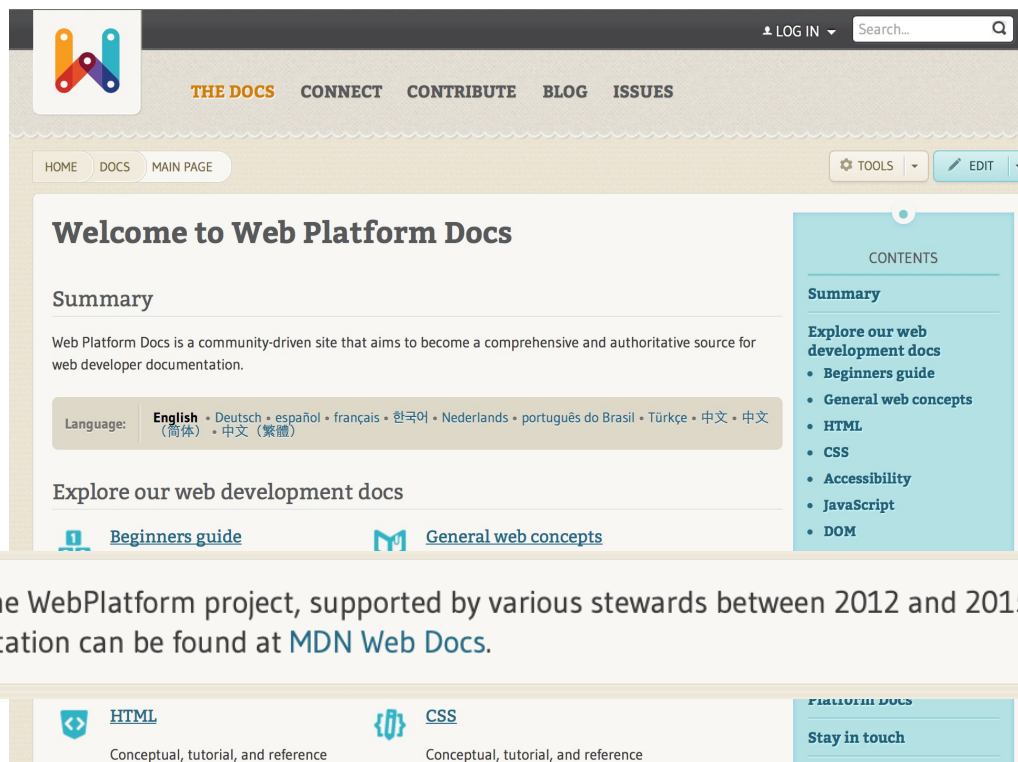 LOG IN
Search...
THE DOCS CONNECT CONTRIBUTE BLOG ISSUES
HOME DOCS MAIN PAGE
TOOLS
EDIT
Welcome to Web Platform Docs
Summary
Web Platform Docs is a community-driven site that aims to become a comprehensive and authoritative source for
web developer documentation.
Language: English • Deutsch • español • français • 한국어 • Nederlands • português do Brasil • Türkçe • 中文 • 中文
（简体） • 中文（繁體）
Explore our web development docs
Beginners guide
General web concepts
CONTENTS
Summary
Explore our web
development docs
• Beginners guide
• General web concepts
• HTML
• CSS
• Accessibility
• JavaScript
• DOM
WebPlatform project, supported by various stewards between 2012 and
can be found at MDN Web Docs.
HTML
Conceptual, tutorial, and reference
CSS
Conceptual, tutorial, and reference
Platform Docs
Stay in touch